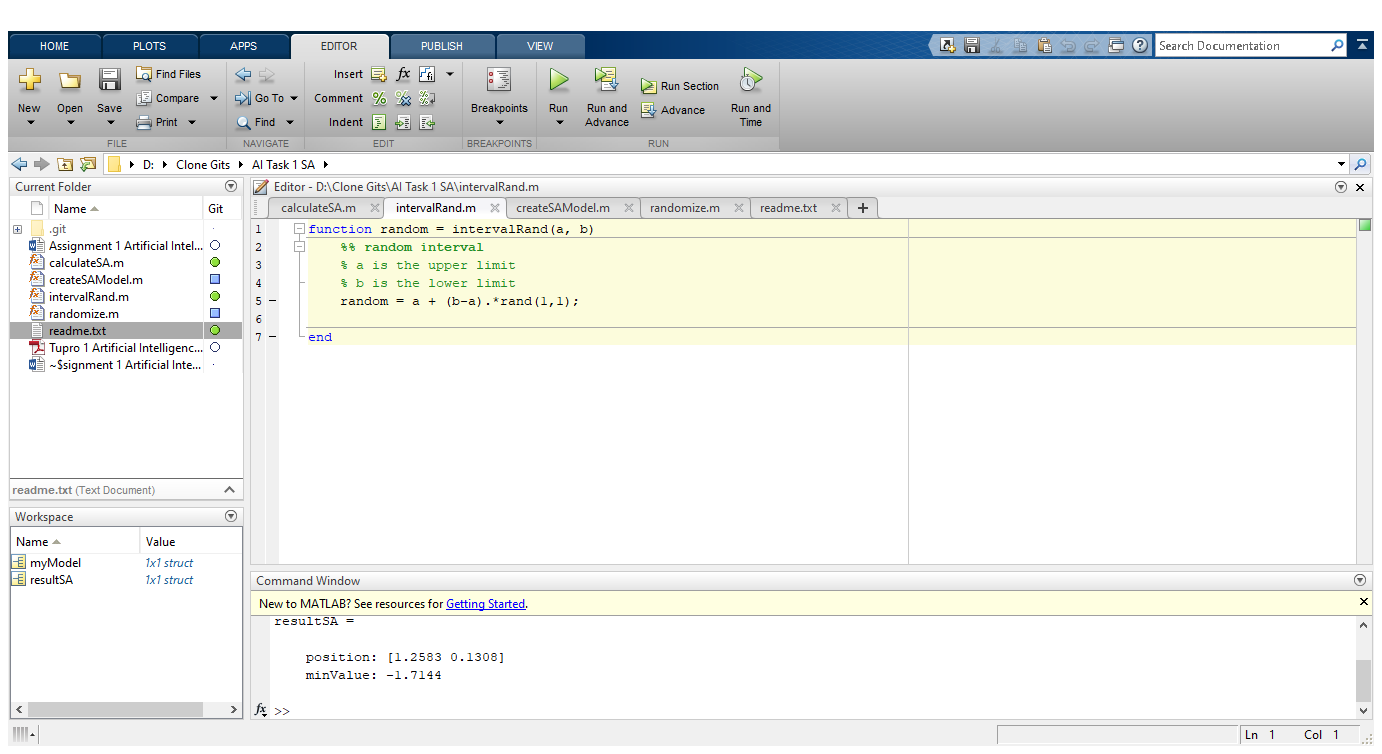 HOME PLOTS APPS EDITOR PUBLISH VIEW Search Documentation
New Open Save Find Files Compare Print
FILE
Go To Find
NAVIGATE
Insert fx
Comment
Indent
EDIT
Breakpoints
BREAKPOINTS
Run Run and Advance Run Section Advance Run and Time
RUN
D: Clone Gits AI Task 1 SA
Current Folder
Name Git
.git
Assignment 1 Artificial Intel...
calculateSA.m
createSAModel.m
intervalRand.m
randomize.m
readme.txt
Tupro 1 Artificial Intelligenc...
~$signment 1 Artificial Inte...
readme.txt (Text Document)
Workspace
Name Value
myModel 1x1 struct
resultSA 1x1 struct
Editor - D:\Clone Gits\AI Task 1 SA\intervalRand.m
calculateSA.m intervalRand.m createSAModel.m randomize.m readme.txt
1 function random = intervalRand(a, b)
2 %% random interval
3 % a is the upper limit
4 % b is the lower limit
5 random = a + (b-a).*rand(1,1);
6
7 end
Command Window
New to MATLAB? See resources for Getting Started.
resultSA =
position: [1.2583 0.1308]
minValue: -1.7144
fx >>
Ln 1 Col 1